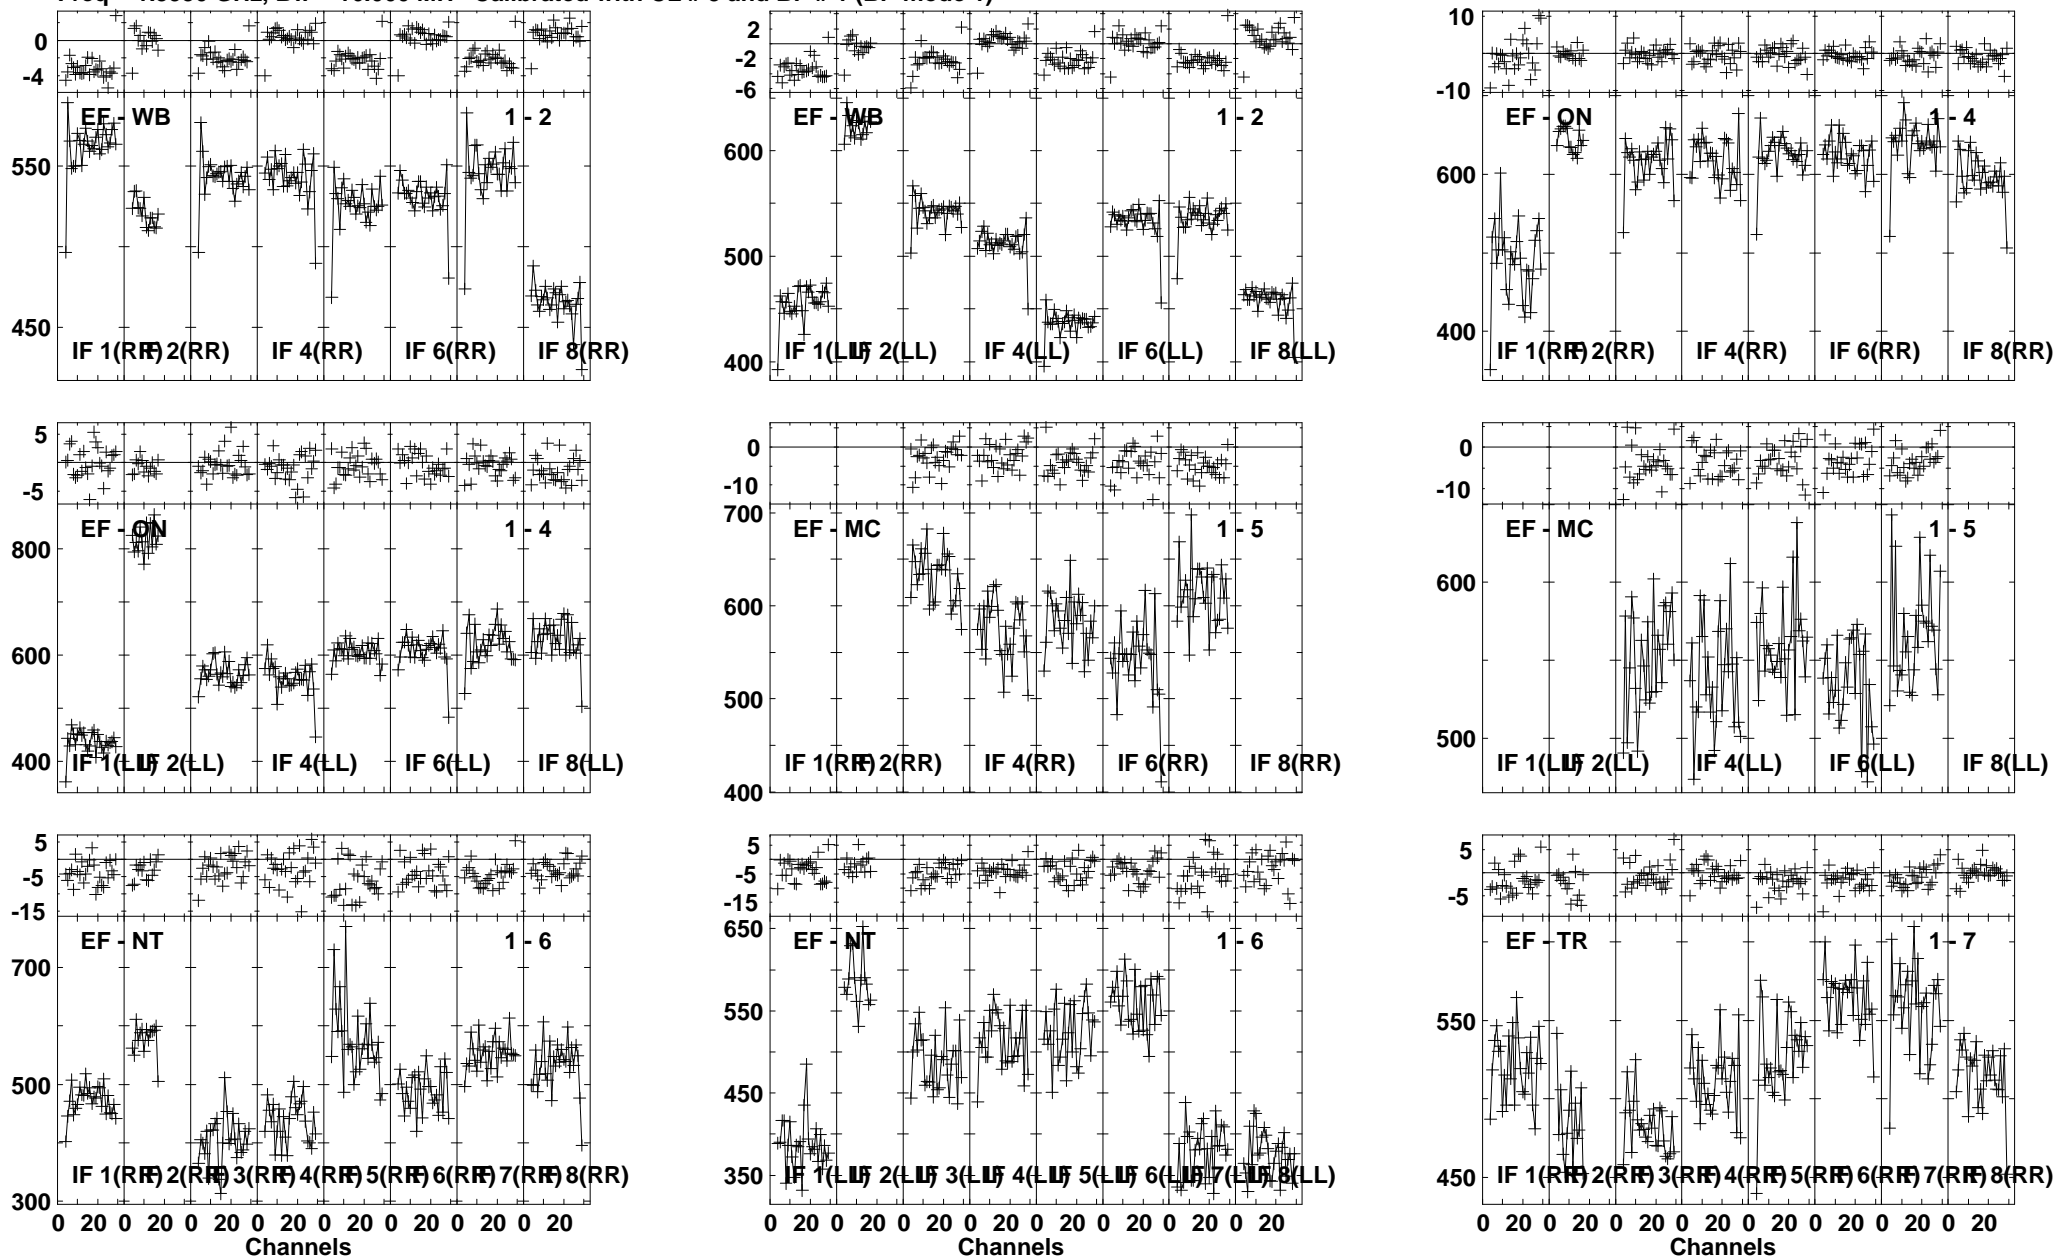 0 -4
EF - WB 1 - 2
550
450
IF 1(RR) IF 2(RR) IF 4(RR) IF 6(RR) IF 8(RR)
2 -2 -6
EF - WB 1 - 2
600
500
400
IF 1(LL) IF 2(LL) IF 4(LL) IF 6(LL) IF 8(LL)
10 -10
EF - ON 1 - 4
600
400
IF 1(RR) IF 2(RR) IF 4(RR) IF 6(RR) IF 8(RR)
5 -5
EF - ON 1 - 4
800
600
400
IF 1(LL) IF 2(LL) IF 4(LL) IF 6(LL) IF 8(LL)
0 -10
EF - MC 1 - 5
700
600
500
400
IF 1(RR) IF 2(RR) IF 4(RR) IF 6(RR) IF 8(RR)
0 -10
EF - MC 1 - 5
600
500
IF 1(LL) IF 2(LL) IF 4(LL) IF 6(LL) IF 8(LL)
5 -5 -15
EF - NT 1 - 6
700
500
300
IF 1(RR) IF 2(RR) IF 3(RR) IF 4(RR) IF 5(RR) IF 6(RR) IF 7(RR) IF 8(RR)
0 20 0 20 0 20 0 20 0 20 0 20 0 20 0 20
Channels
5 -5 -15
EF - NT 1 - 6
650
550
450
350
IF 1(LL) IF 2(LL) IF 3(LL) IF 4(LL) IF 5(LL) IF 6(LL) IF 7(LL) IF 8(LL)
0 20 0 20 0 20 0 20 0 20 0 20 0 20 0 20
Channels
5 -5
EF - TR 1 - 7
550
450
IF 1(RR) IF 2(RR) IF 3(RR) IF 4(RR) IF 5(RR) IF 6(RR) IF 7(RR) IF 8(RR)
0 20 0 20 0 20 0 20 0 20 0 20 0 20 0 20
Channels